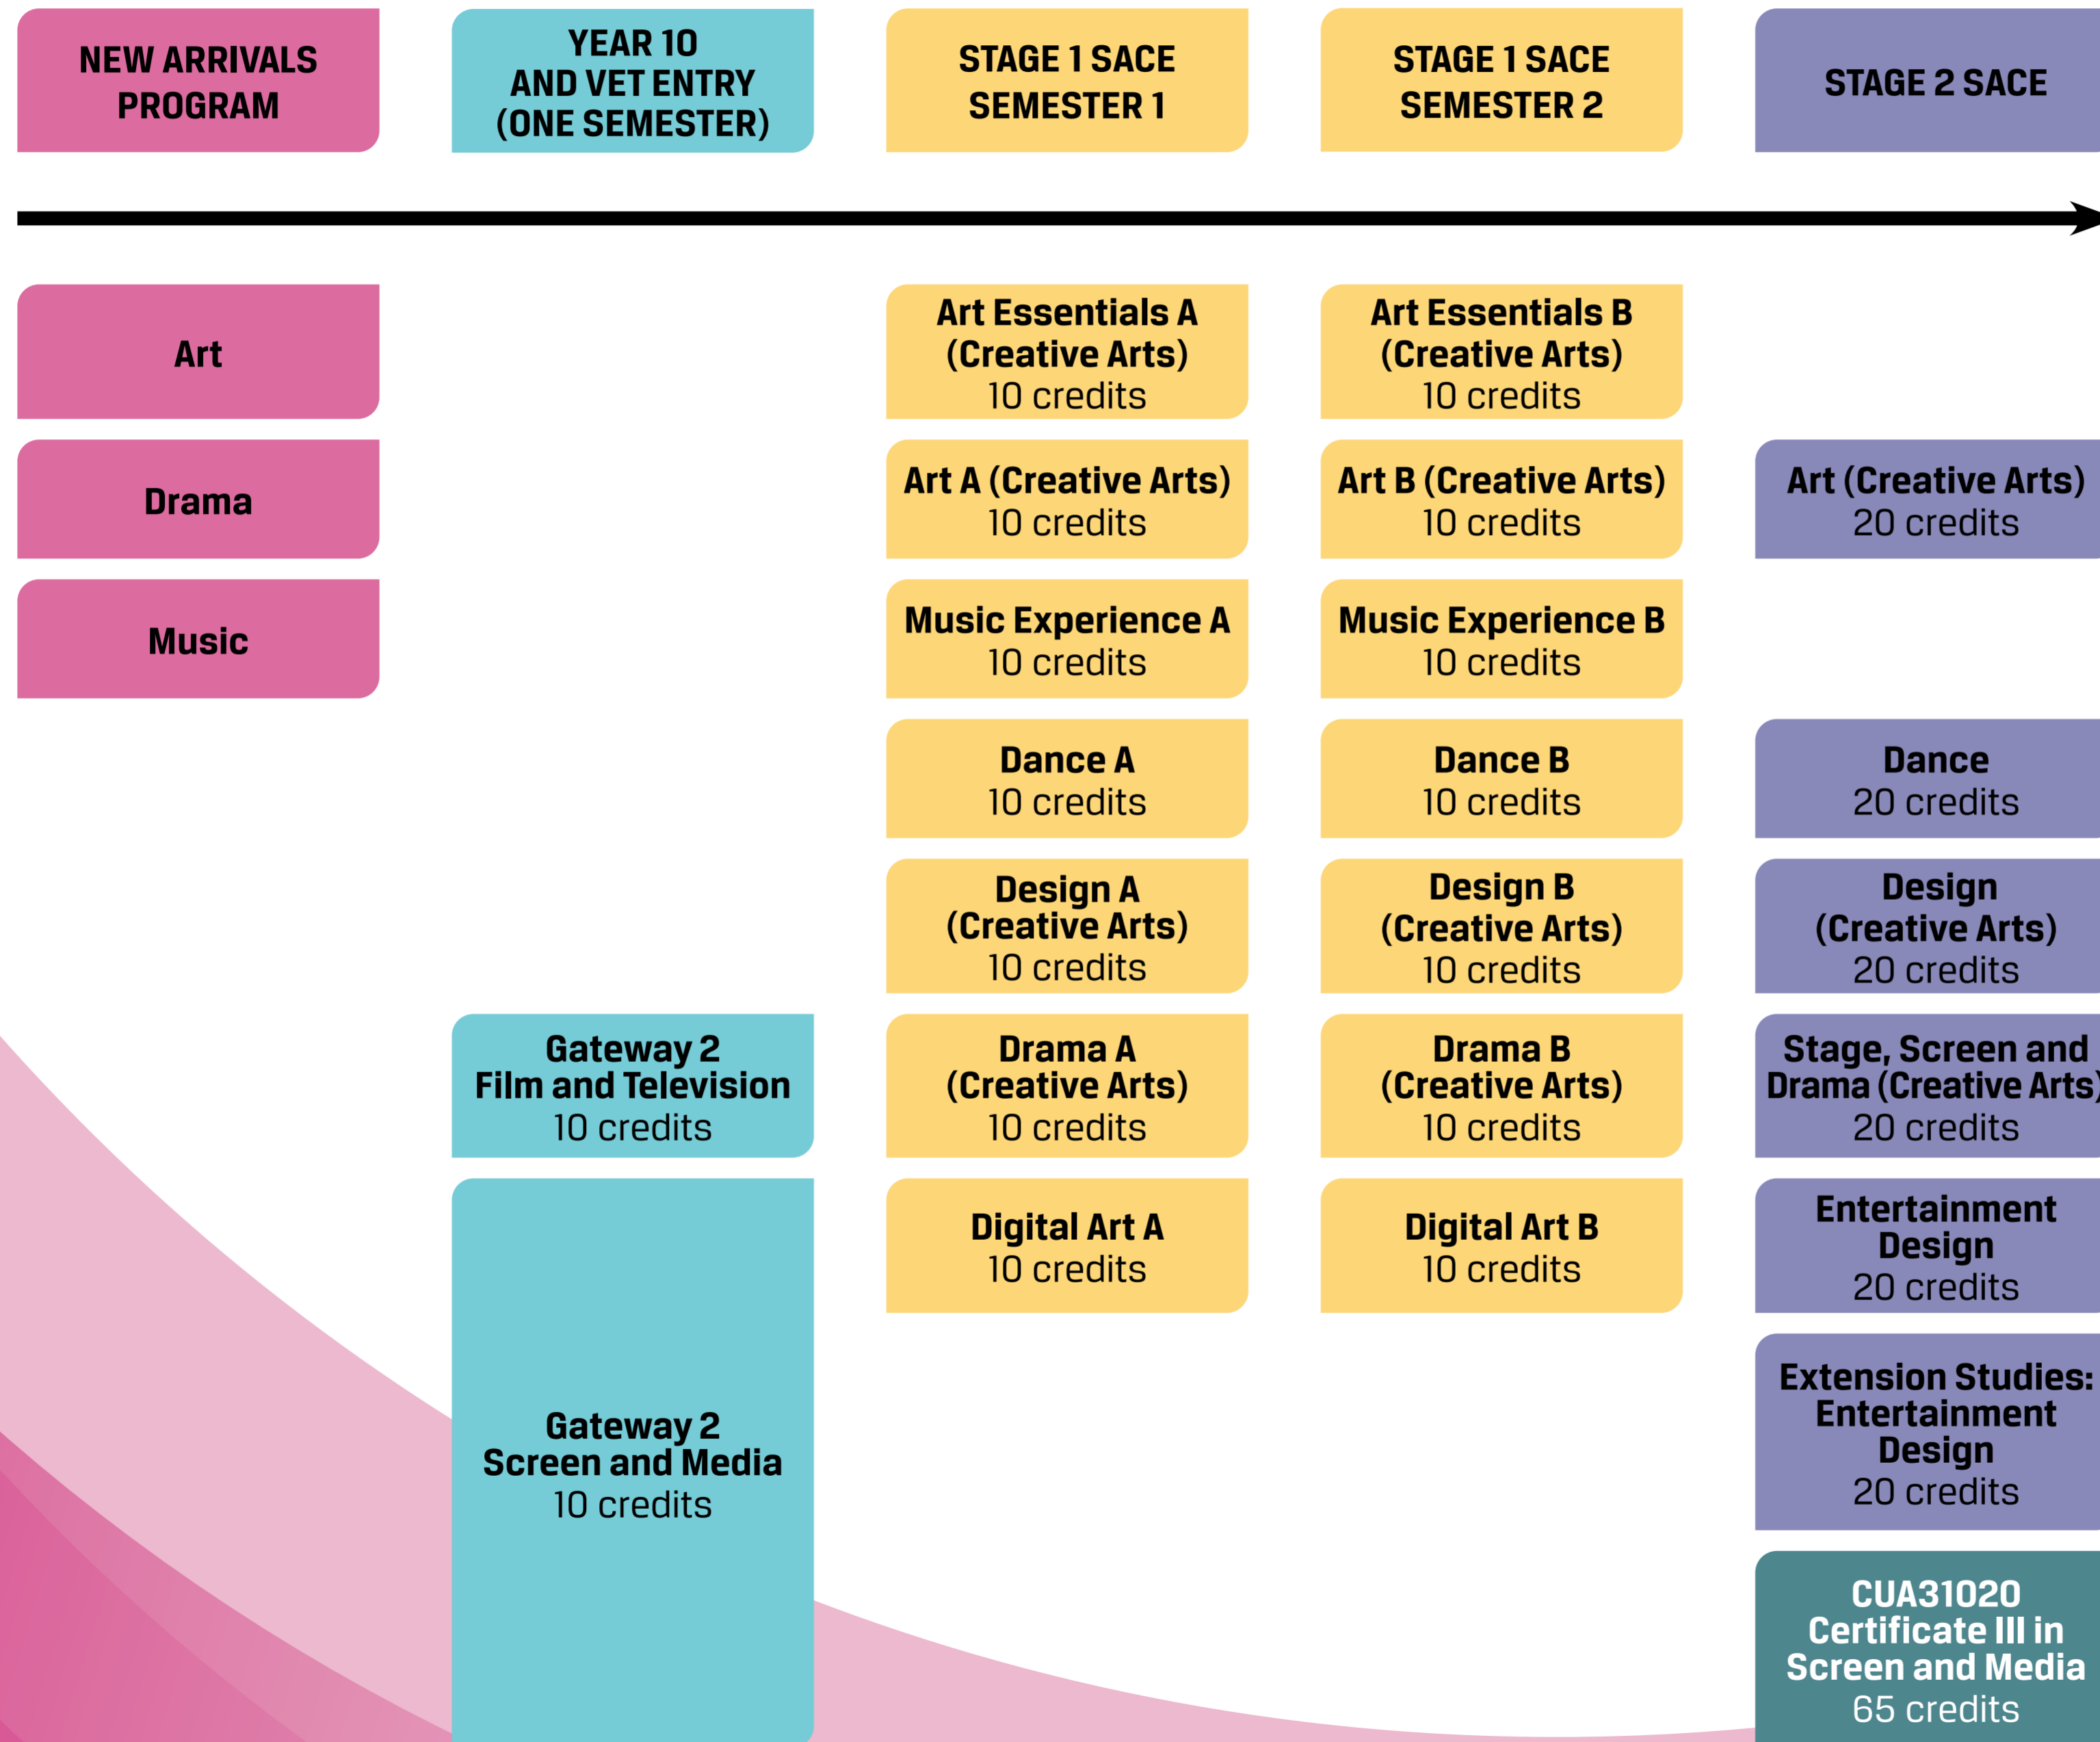 NEW ARRIVALS
PROGRAM
YEAR 10
AND VET ENTRY
(ONE SEMESTER)
STAGE 1 SACE
SEMESTER 1
STAGE 1 SACE
SEMESTER 2
STAGE 2 SACE
Art
Art Essentials A
(Creative Arts)
10 credits
Art Essentials B
(Creative Arts)
10 credits
Drama
Art A (Creative Arts)
10 credits
Art B (Creative Arts)
10 credits
Art (Creative Arts)
20 credits
Music
Music Experience A
10 credits
Music Experience B
10 credits
Dance A
10 credits
Dance B
10 credits
Dance
20 credits
Design A
(Creative Arts)
10 credits
Design B
(Creative Arts)
10 credits
Design
(Creative Arts)
20 credits
Gateway 2
Film and Television
10 credits
Drama A
(Creative Arts)
10 credits
Drama B
(Creative Arts)
10 credits
Stage, Screen and
Drama (Creative Arts)
20 credits
Gateway 2
Screen and Media
10 credits
Digital Art A
10 credits
Digital Art B
10 credits
Entertainment
Design
20 credits
Extension Studies:
Entertainment
Design
20 credits
CUA31020
Certificate III in
Screen and Media
65 credits